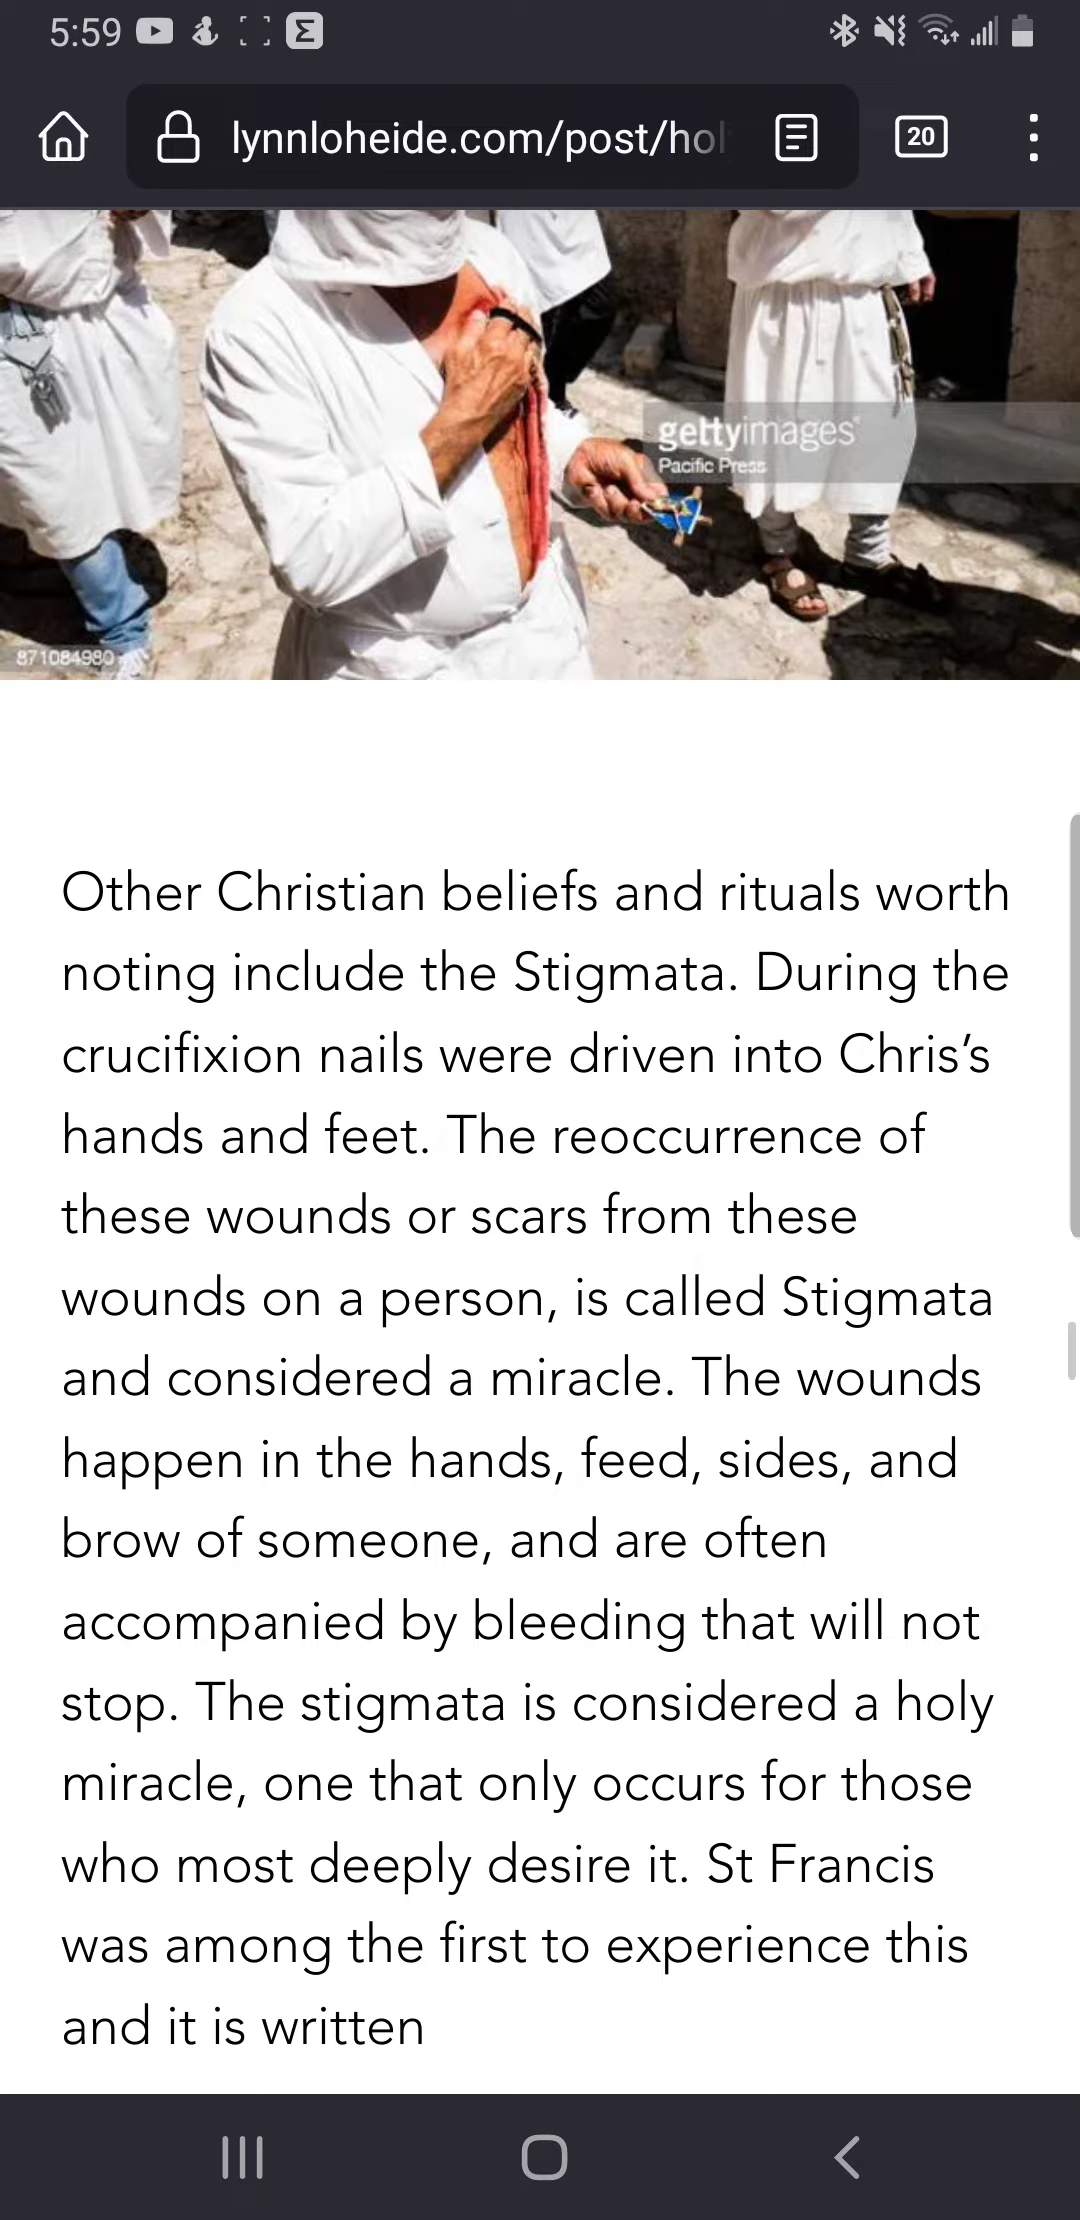 5:59
lynnloheide.com/post/hol
20
gettyimages®
Pacific Press
871084980
Other Christian beliefs and rituals worth
noting include the Stigmata. During the
crucifixion nails were driven into Chris’s
hands and feet. The reoccurrence of
these wounds or scars from these
wounds on a person, is called Stigmata
and considered a miracle. The wounds
happen in the hands, feed, sides, and
brow of someone, and are often
accompanied by bleeding that will not
stop. The stigmata is considered a holy
miracle, one that only occurs for those
who most deeply desire it. St Francis
was among the first to experience this
and it is written